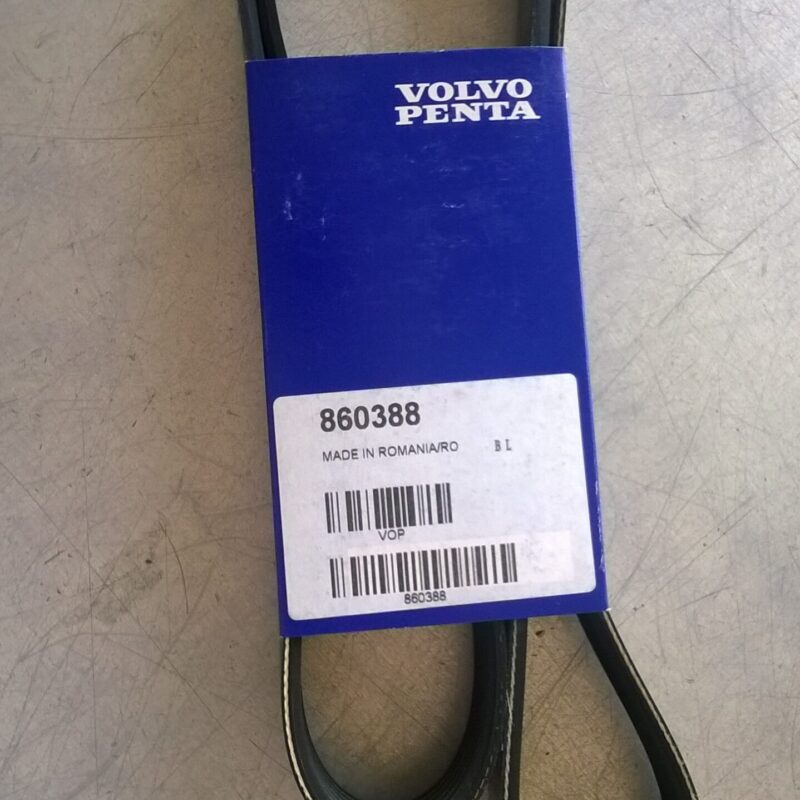 VOLVO
PENTA
860388
MADE IN ROMANIA/RO B L
VOP
860388